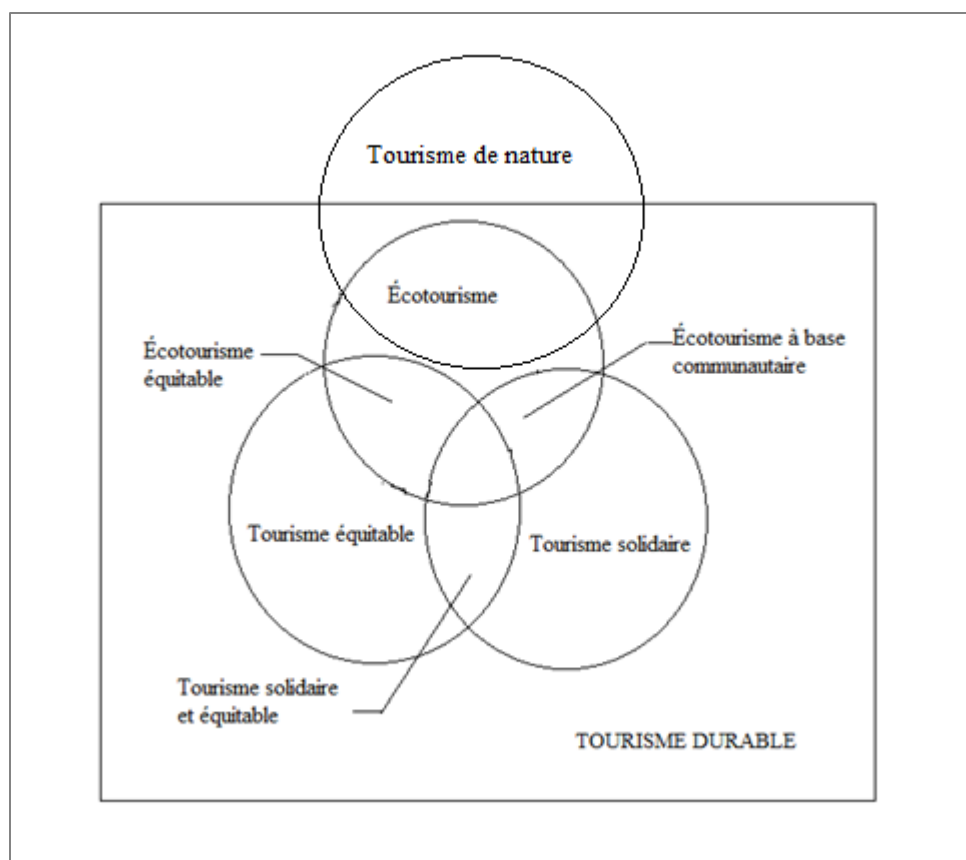 Tourisme de nature
Écotourisme
Écotourisme
équitable
Écotourisme à base
communautaire
Tourisme équitable
Tourisme solidaire
Tourisme solidaire
et équitable
TOURISME DURABLE